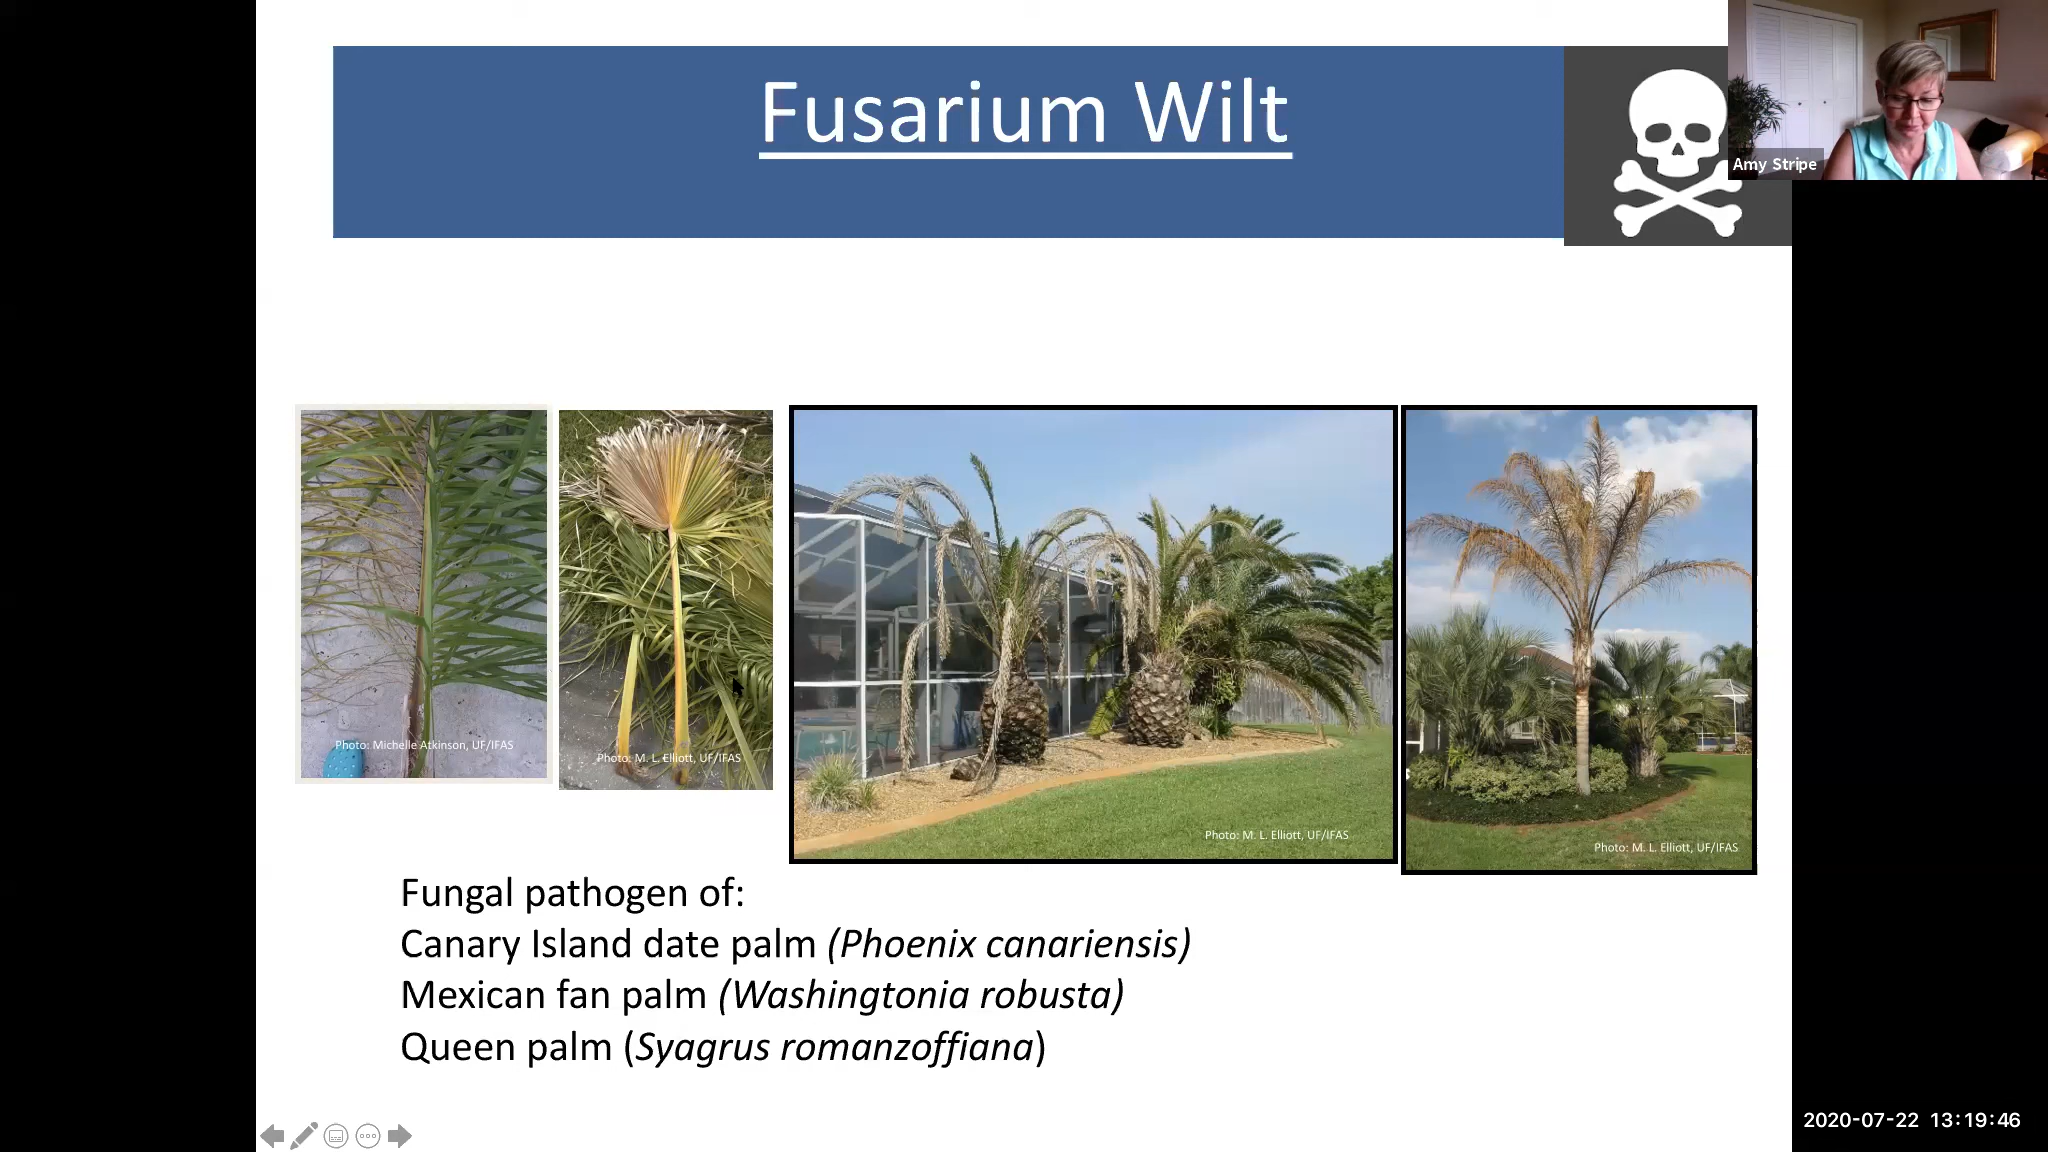 Fusarium Wilt
Amy Stripe
Photo: Michelle Atkinson, UF/IFAS
Photo: M. L. Elliott, UF/IFAS
Photo: M. L. Elliott, UF/IFAS
Photo: M. L. Elliott, UF/IFAS
Fungal pathogen of:
Canary Island date palm (Phoenix canariensis)
Mexican fan palm (Washingtonia robusta)
Queen palm (Syagrus romanzoffiana)
2020-07-22 13:19:46